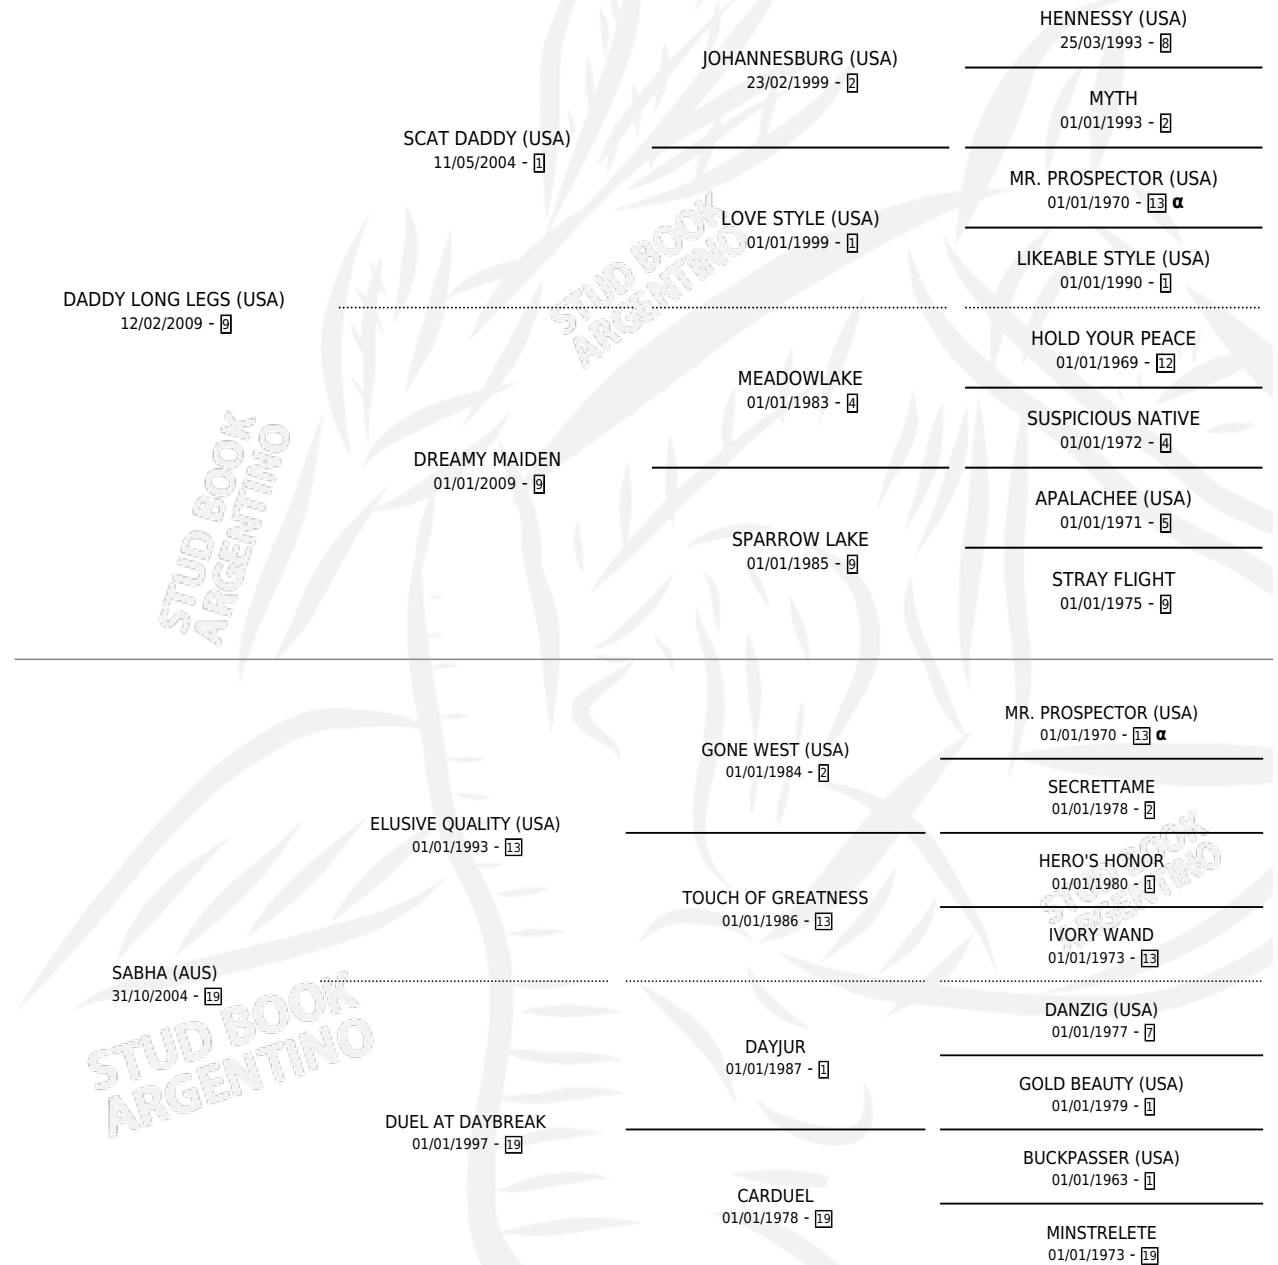 HENNESSY (USA)
25/03/1993 - 8
JOHANNESBURG (USA)
23/02/1999 - 2
MYTH
01/01/1993 - 2
SCAT DADDY (USA)
11/05/2004 - 1
MR. PROSPECTOR (USA)
01/01/1970 - 13 α
LOVE STYLE (USA)
01/01/1999 - 1
LIKEABLE STYLE (USA)
01/01/1990 - 1
DADDY LONG LEGS (USA)
12/02/2009 - 9
HOLD YOUR PEACE
01/01/1969 - 12
MEADOWLAKE
01/01/1983 - 4
SUSPICIOUS NATIVE
01/01/1972 - 4
DREAMY MAIDEN
01/01/2009 - 9
APALACHEE (USA)
01/01/1971 - 5
SPARROW LAKE
01/01/1985 - 9
STRAY FLIGHT
01/01/1975 - 9
MR. PROSPECTOR (USA)
01/01/1970 - 13 α
GONE WEST (USA)
01/01/1984 - 2
SECRETTAME
01/01/1978 - 2
ELUSIVE QUALITY (USA)
01/01/1993 - 13
HERO'S HONOR
01/01/1980 - 1
TOUCH OF GREATNESS
01/01/1986 - 13
IVORY WAND
01/01/1973 - 13
SABHA (AUS)
31/10/2004 - 19
DANZIG (USA)
01/01/1977 - 7
DAYJUR
01/01/1987 - 1
GOLD BEAUTY (USA)
01/01/1979 - 1
DUEL AT DAYBREAK
01/01/1997 - 19
BUCKPASSER (USA)
01/01/1963 - 1
CARDUEL
01/01/1978 - 19
MINSTRELETE
01/01/1973 - 19
STUD BOOK
ARGENTINO
STUD BOOK
ARGENTINO
STUD BOOK
ARGENTINO
STUD BOOK
ARGENTINO